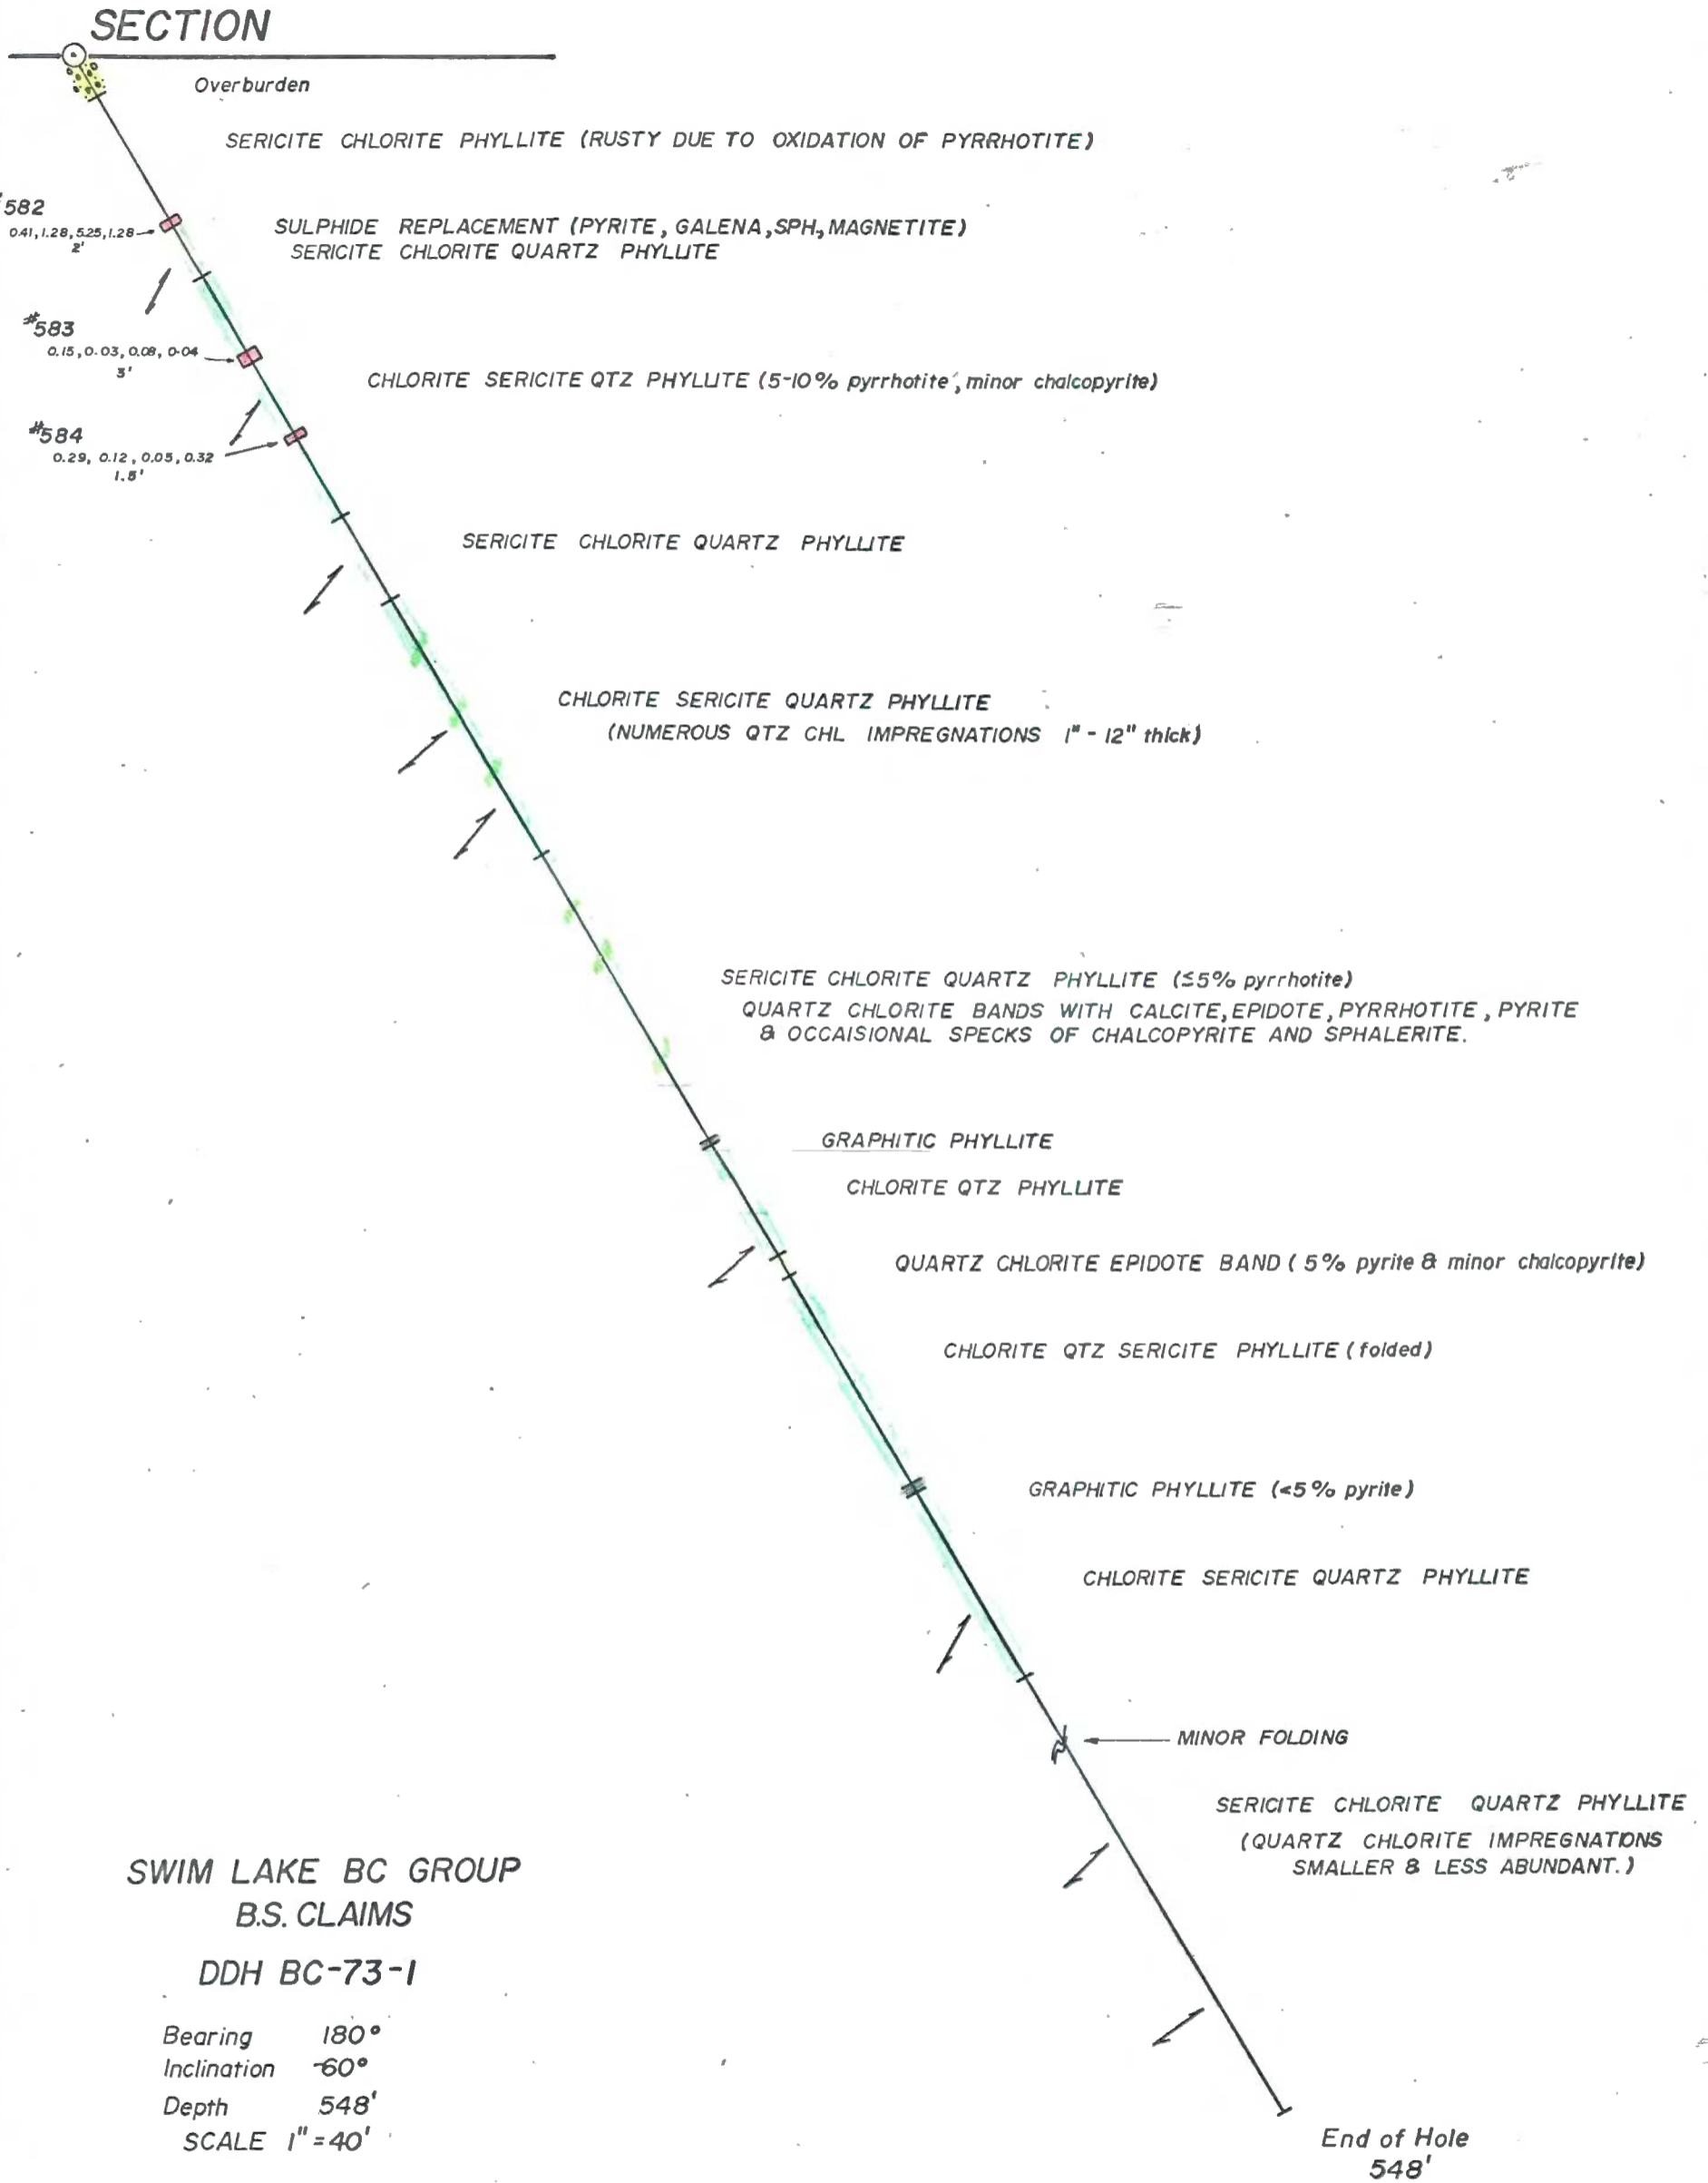 SECTION
Overburden
SERICITE CHLORITE PHYLLITE (RUSTY DUE TO OXIDATION OF PYRRHOTITE)
582
0.41, 1.28, 5.25, 1.28
2'
SULPHIDE REPLACEMENT (PYRITE, GALENA, SPH, MAGNETITE)
SERICITE CHLORITE QUARTZ PHYLLITE
#583
0.15, 0.03, 0.08, 0.04
3'
CHLORITE SERICITE QTZ PHYLLITE (5-10% pyrrhotite, minor chalcopyrite)
#584
0.29, 0.12, 0.05, 0.32
1.5'
SERICITE CHLORITE QUARTZ PHYLLITE
CHLORITE SERICITE QUARTZ PHYLLITE
(NUMEROUS QTZ CHL IMPREGNATIONS 1" - 12" thick)
SERICITE CHLORITE QUARTZ PHYLLITE (≤5% pyrrhotite)
QUARTZ CHLORITE BANDS WITH CALCITE, EPIDOTE, PYRRHOTITE, PYRITE
& OCCAISIONAL SPECKS OF CHALCOPYRITE AND SPHALERITE.
GRAPHITIC PHYLLITE
CHLORITE QTZ PHYLLITE
QUARTZ CHLORITE EPIDOTE BAND (5% pyrite & minor chalcopyrite)
CHLORITE QTZ SERICITE PHYLLITE (folded)
GRAPHITIC PHYLLITE (<5% pyrite)
CHLORITE SERICITE QUARTZ PHYLLITE
MINOR FOLDING
SERICITE CHLORITE QUARTZ PHYLLITE
(QUARTZ CHLORITE IMPREGNATIONS
SMALLER & LESS ABUNDANT.)
SWIM LAKE BC GROUP
B.S. CLAIMS
DDH BC-73-1
Bearing 180°
Inclination -60°
Depth 548'
SCALE 1"=40'
End of Hole
548'